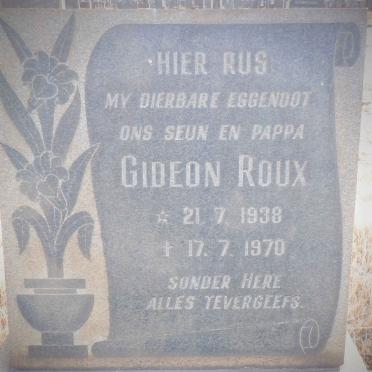 HIER RUS
MY DIERBARE EGGENOOT
ONS SEUN EN PAPPA
GIDEON ROUX
☆ 21.7.1938
† 17.7.1970
SONDER HERE
ALLES TEVERGEEFS.